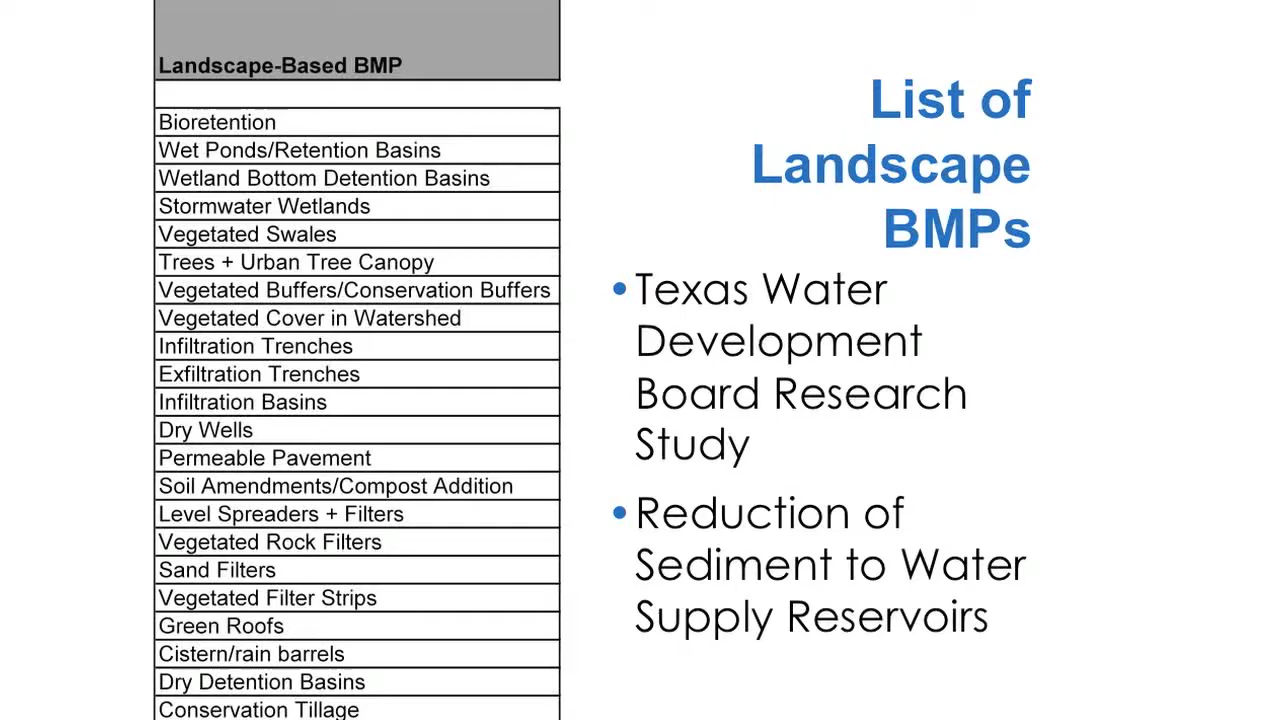 Landscape-Based BMP
Bioretention
Wet Ponds/Retention Basins
Wetland Bottom Detention Basins
Stormwater Wetlands
Vegetated Swales
Trees + Urban Tree Canopy
Vegetated Buffers/Conservation Buffers
Vegetated Cover in Watershed
Infiltration Trenches
Exfiltration Trenches
Infiltration Basins
Dry Wells
Permeable Pavement
Soil Amendments/Compost Addition
Level Spreaders + Filters
Vegetated Rock Filters
Sand Filters
Vegetated Filter Strips
Green Roofs
Cistern/rain barrels
Dry Detention Basins
Conservation Tillage
List of
Landscape
BMPs
•Texas Water
Development
Board Research
Study
•Reduction of
Sediment to Water
Supply Reservoirs